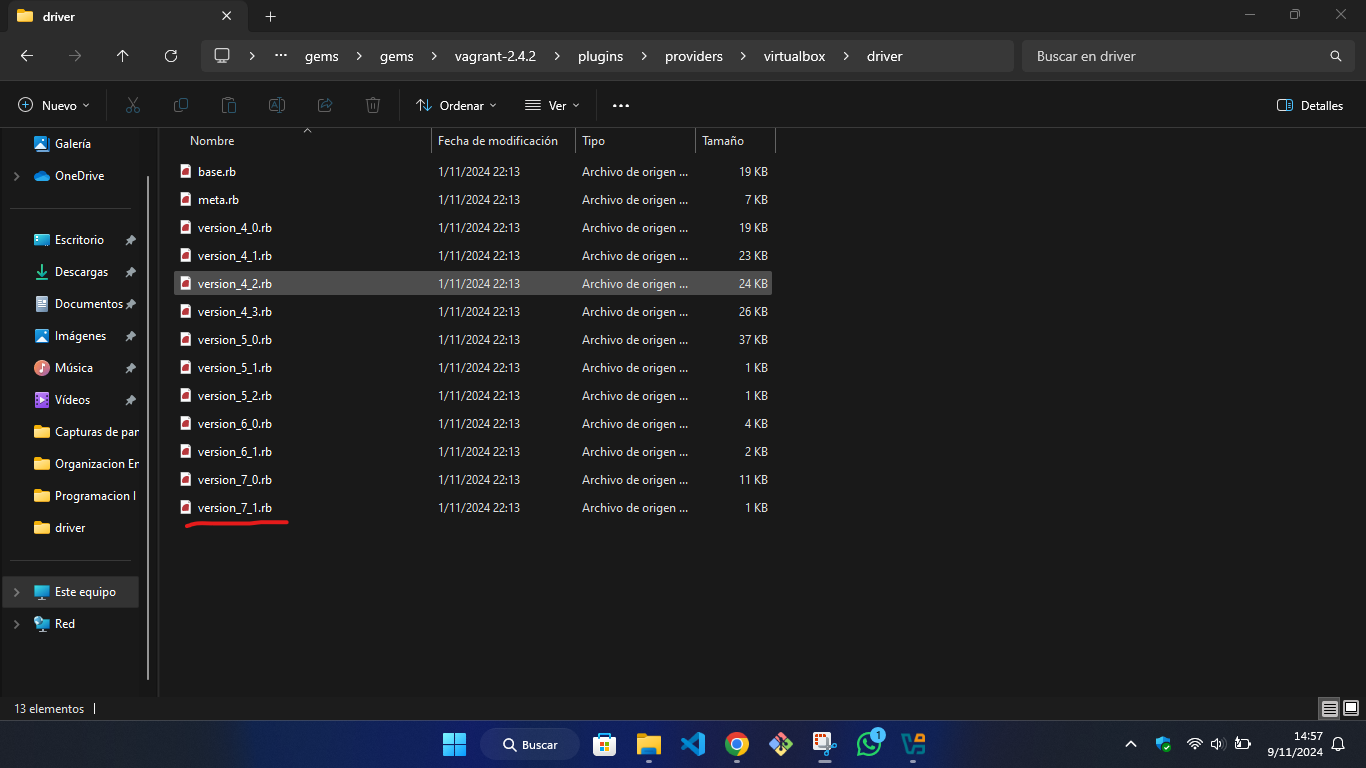 driver
gems gems vagrant-2.4.2 plugins providers virtualbox driver
Buscar en driver
Nuevo Ordenar Ver Detalles
Nombre Fecha de modificación Tipo Tamaño
Galería
OneDrive
Escritorio
Descargas
Documentos
Imágenes
Música
Vídeos
Capturas de par
Organizacion Er
Programacion I
driver
Este equipo
Red
base.rb 1/11/2024 22:13 Archivo de origen ... 19 KB
meta.rb 1/11/2024 22:13 Archivo de origen ... 7 KB
version_4_0.rb 1/11/2024 22:13 Archivo de origen ... 19 KB
version_4_1.rb 1/11/2024 22:13 Archivo de origen ... 23 KB
version_4_2.rb 1/11/2024 22:13 Archivo de origen ... 24 KB
version_4_3.rb 1/11/2024 22:13 Archivo de origen ... 26 KB
version_5_0.rb 1/11/2024 22:13 Archivo de origen ... 37 KB
version_5_1.rb 1/11/2024 22:13 Archivo de origen ... 1 KB
version_5_2.rb 1/11/2024 22:13 Archivo de origen ... 1 KB
version_6_0.rb 1/11/2024 22:13 Archivo de origen ... 4 KB
version_6_1.rb 1/11/2024 22:13 Archivo de origen ... 2 KB
version_7_0.rb 1/11/2024 22:13 Archivo de origen ... 11 KB
version_7_1.rb 1/11/2024 22:13 Archivo de origen ... 1 KB
13 elementos
Buscar
1
14:57
9/11/2024